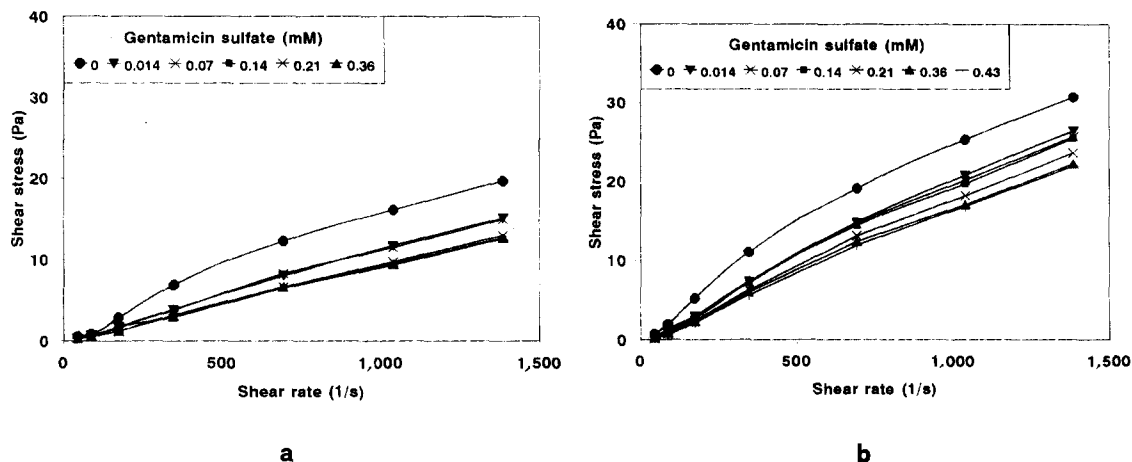 40
30
20
10
0
Shear stress (Pa)
Gentamicin sulfate (mM)
0 0.014 0.07 0.14 0.21 0.36
0 500 1,000 1,500
Shear rate (1/s)
a
40
30
20
10
0
Shear stress (Pa)
Gentamicin sulfate (mM)
0 0.014 0.07 0.14 0.21 0.36 0.43
0 500 1,000 1,500
Shear rate (1/s)
b